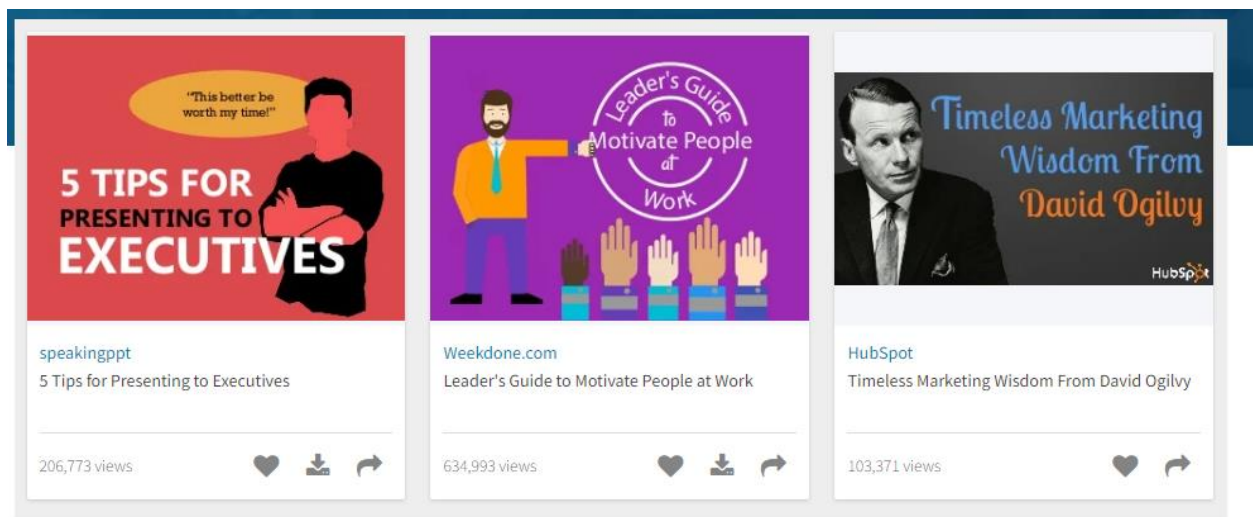 "This better be
worth my time!"
5 TIPS FOR
PRESENTING TO
EXECUTIVES
speakingppt
5 Tips for Presenting to Executives
206,773 views
Leader's Guide
to
Motivate People
at
Work
Weekdone.com
Leader's Guide to Motivate People at Work
634,993 views
Timeless Marketing
Wisdom From
David Ogilvy
HubSpot
HubSpot
Timeless Marketing Wisdom From David Ogilvy
103,371 views